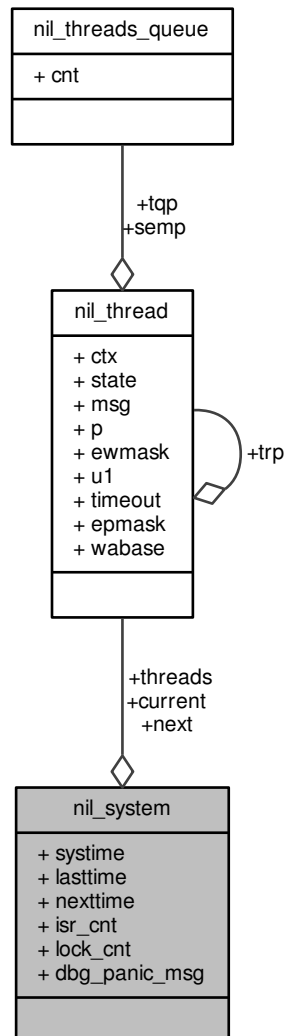 nil_threads_queue
+ cnt
+tqp
+semp
nil_thread
+ ctx
+ state
+ msg
+ p
+ ewmask
+ u1
+ timeout
+ epmask
+ wabase
+trp
+threads
+current
+next
nil_system
+ systime
+ lasttime
+ nexttime
+ isr_cnt
+ lock_cnt
+ dbg_panic_msg